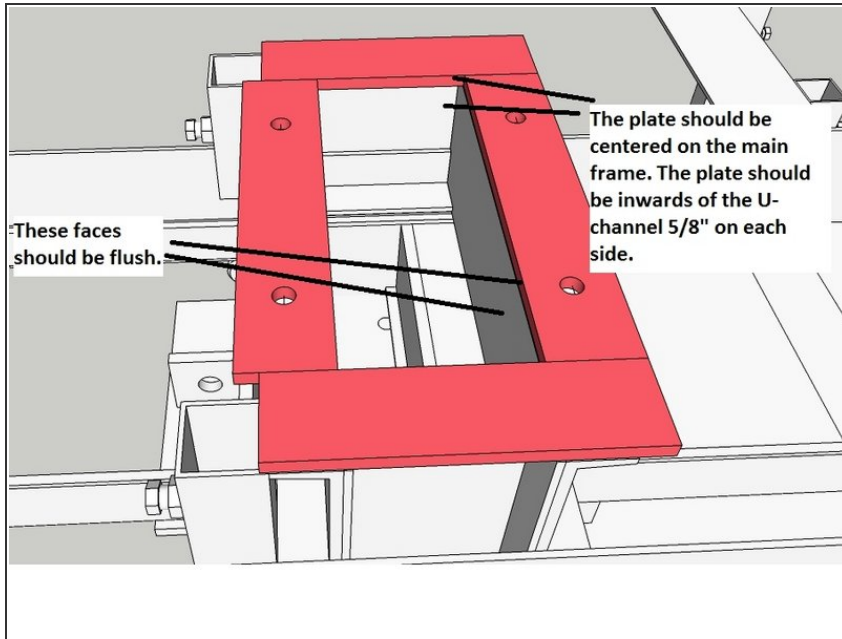 The plate should be
centered on the main
frame. The plate should
be inwards of the U-
channel 5/8" on each
side.
These faces
should be flush.